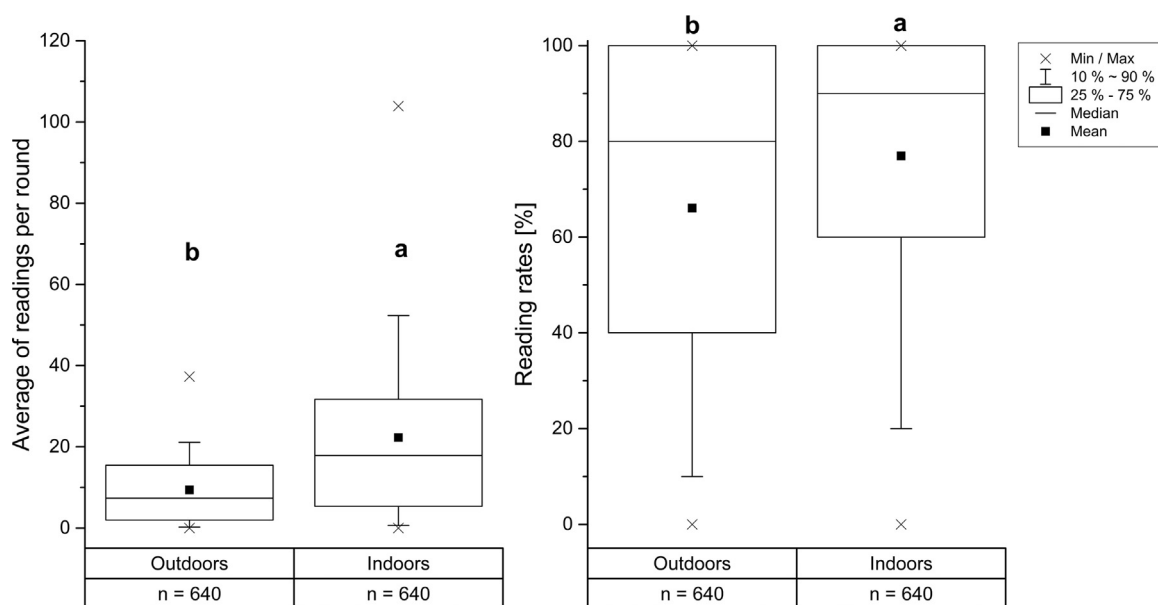 b
a
Average of readings per round
120
100
80
60
40
20
0
Outdoors
Indoors
n = 640
n = 640
b
a
Reading rates [%]
100
80
60
40
20
0
Outdoors
Indoors
n = 640
n = 640
Min / Max
10 % ~ 90 %
25 % - 75 %
Median
Mean